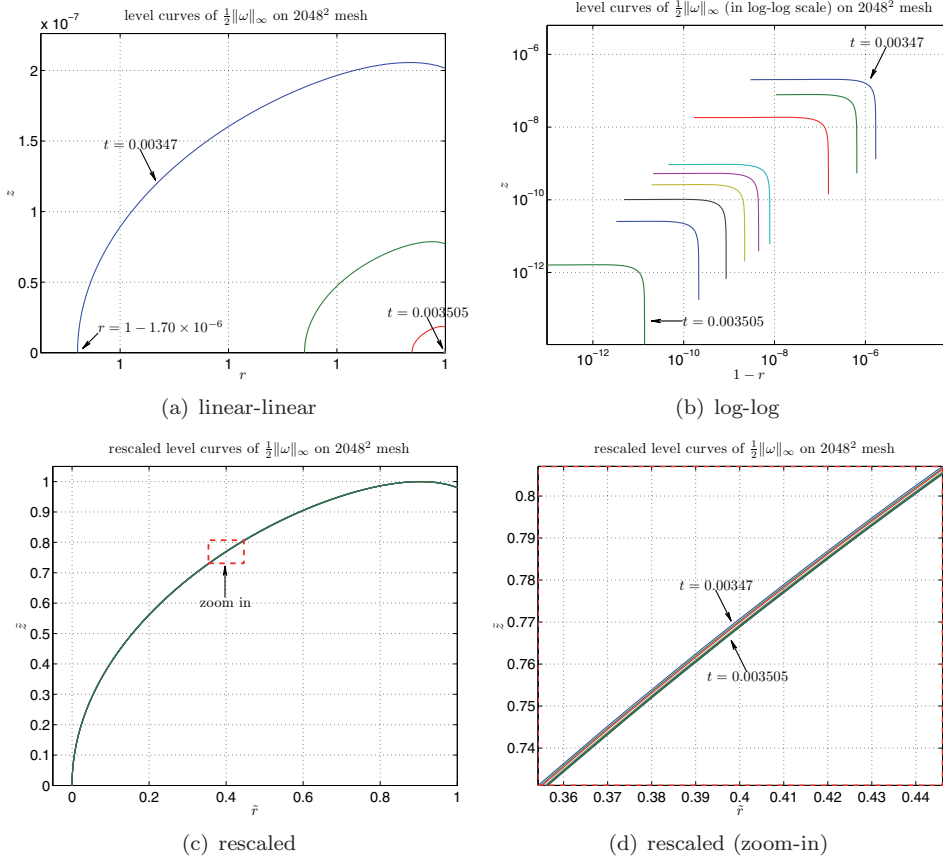 level curves of ½‖ω‖∞ on 2048² mesh
x 10⁻⁷
2
1.5
1
0.5
0
z
t = 0.00347
r = 1 − 1.70 × 10⁻⁶
t = 0.003505
1
1
1
r
(a) linear-linear
level curves of ½‖ω‖∞ (in log-log scale) on 2048² mesh
10⁻⁶
10⁻⁸
10⁻¹⁰
10⁻¹²
z
t = 0.00347
t = 0.003505
10⁻¹²
10⁻¹⁰
10⁻⁸
10⁻⁶
1 − r
(b) log-log
rescaled level curves of ½‖ω‖∞ on 2048² mesh
1
0.9
0.8
0.7
0.6
0.5
0.4
0.3
0.2
0.1
0
z̃
zoom in
0
0.2
0.4
0.6
0.8
1
r̃
(c) rescaled
rescaled level curves of ½‖ω‖∞ on 2048² mesh
0.8
0.79
0.78
0.77
0.76
0.75
0.74
z̃
t = 0.00347
t = 0.003505
0.36
0.37
0.38
0.39
0.4
0.41
0.42
0.43
0.44
r̃
(d) rescaled (zoom-in)